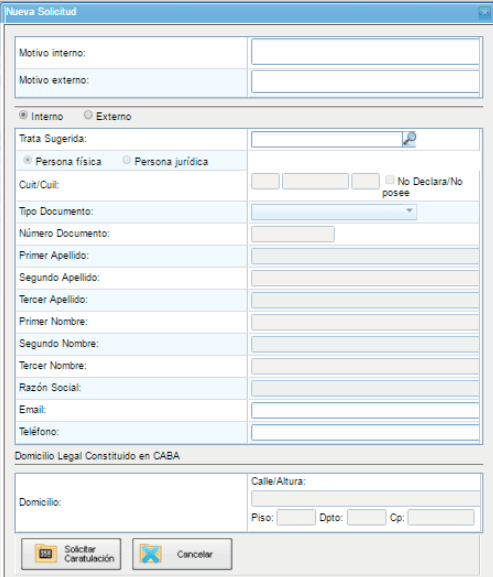 Nueva Solicitud
Motivo interno:
Motivo externo:
Interno Externo
Trata Sugerida:
Persona física Persona jurídica
Cuit/Cuil: No Declara/No
posee
Tipo Documento:
Número Documento:
Primer Apellido:
Segundo Apellido:
Tercer Apellido:
Primer Nombre:
Segundo Nombre:
Tercer Nombre:
Razón Social:
Email:
Teléfono:
Domicilio Legal Constituido en CABA
Calle/Altura:
Domicilio:
Piso: Dpto: Cp:
Solicitar
Caratulación
Cancelar